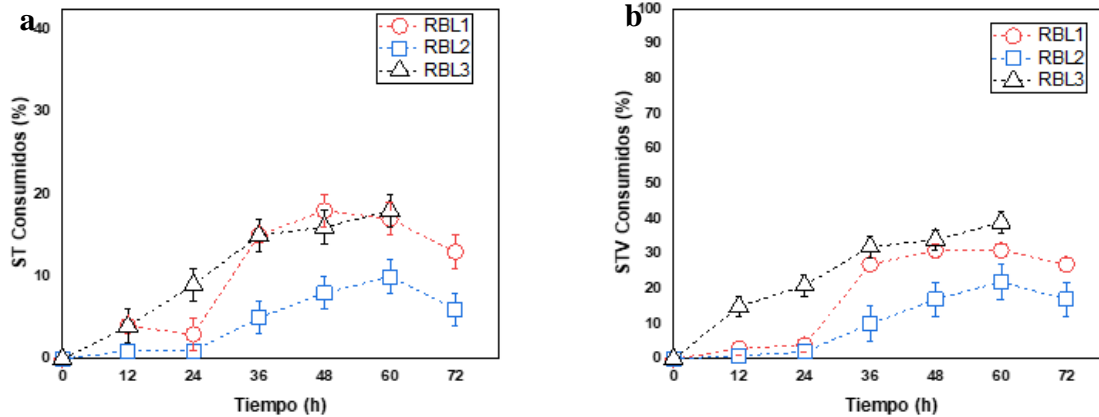 a
ST Consumidos (%)
40
30
20
10
0
0 12 24 36 48 60 72
Tiempo (h)
RBL1
RBL2
RBL3
b
STV Consumidos (%)
100
90
80
70
60
50
40
30
20
10
0
0 12 24 36 48 60 72
Tiempo (h)
RBL1
RBL2
RBL3